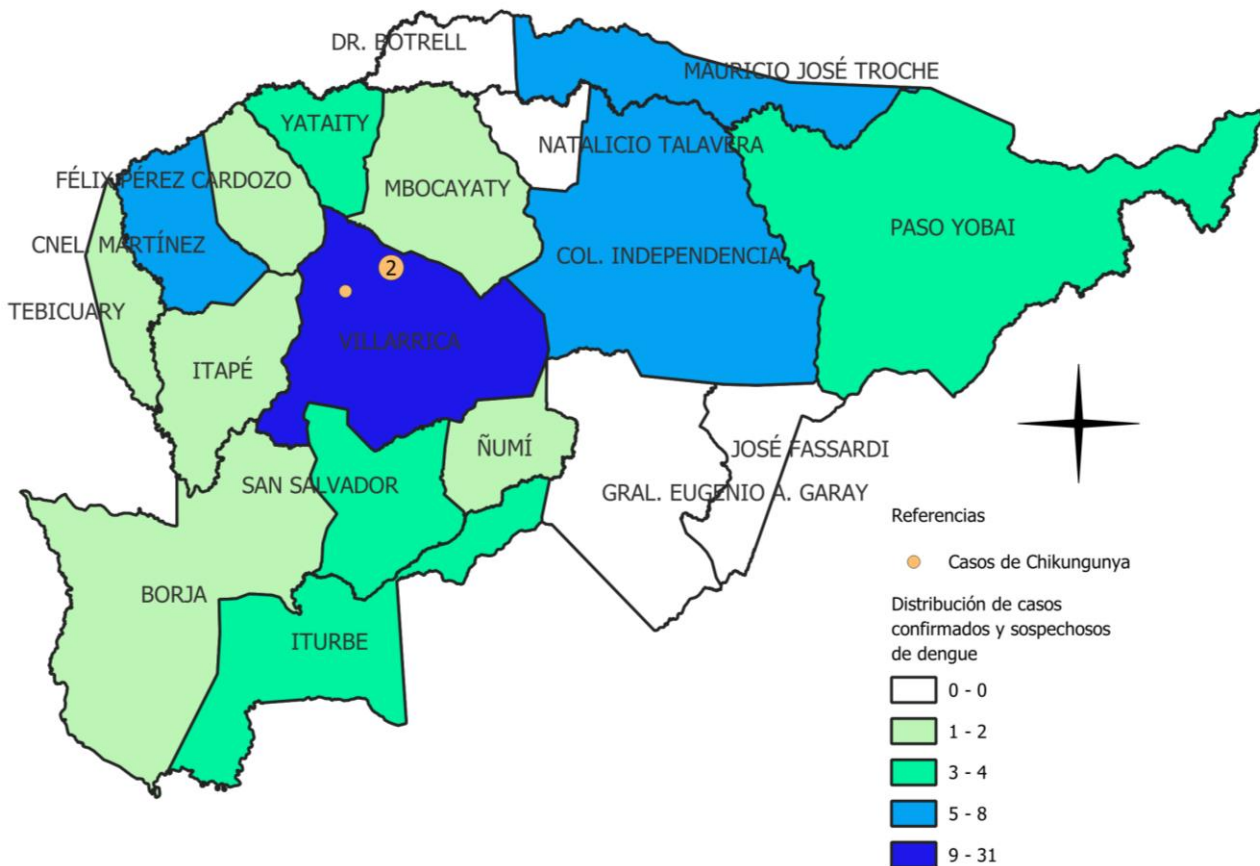 DR. BOTRELL
MAURICIO JOSÉ TROCHE
YATAITY
NATALICIO TALAVERA
FÉLIX PÉREZ CARDOZO
MBOCAYATY
PASO YOBAI
CNEL. MARTÍNEZ
COL. INDEPENDENCIA
2
TEBICUARY
VILLARRICA
ITAPÉ
ÑUMÍ
JOSÉ FASSARDI
SAN SALVADOR
GRAL. EUGENIO A. GARAY
BORJA
ITURBE
Referencias
Casos de Chikungunya
Distribución de casos
confirmados y sospechosos
de dengue
0 - 0
1 - 2
3 - 4
5 - 8
9 - 31